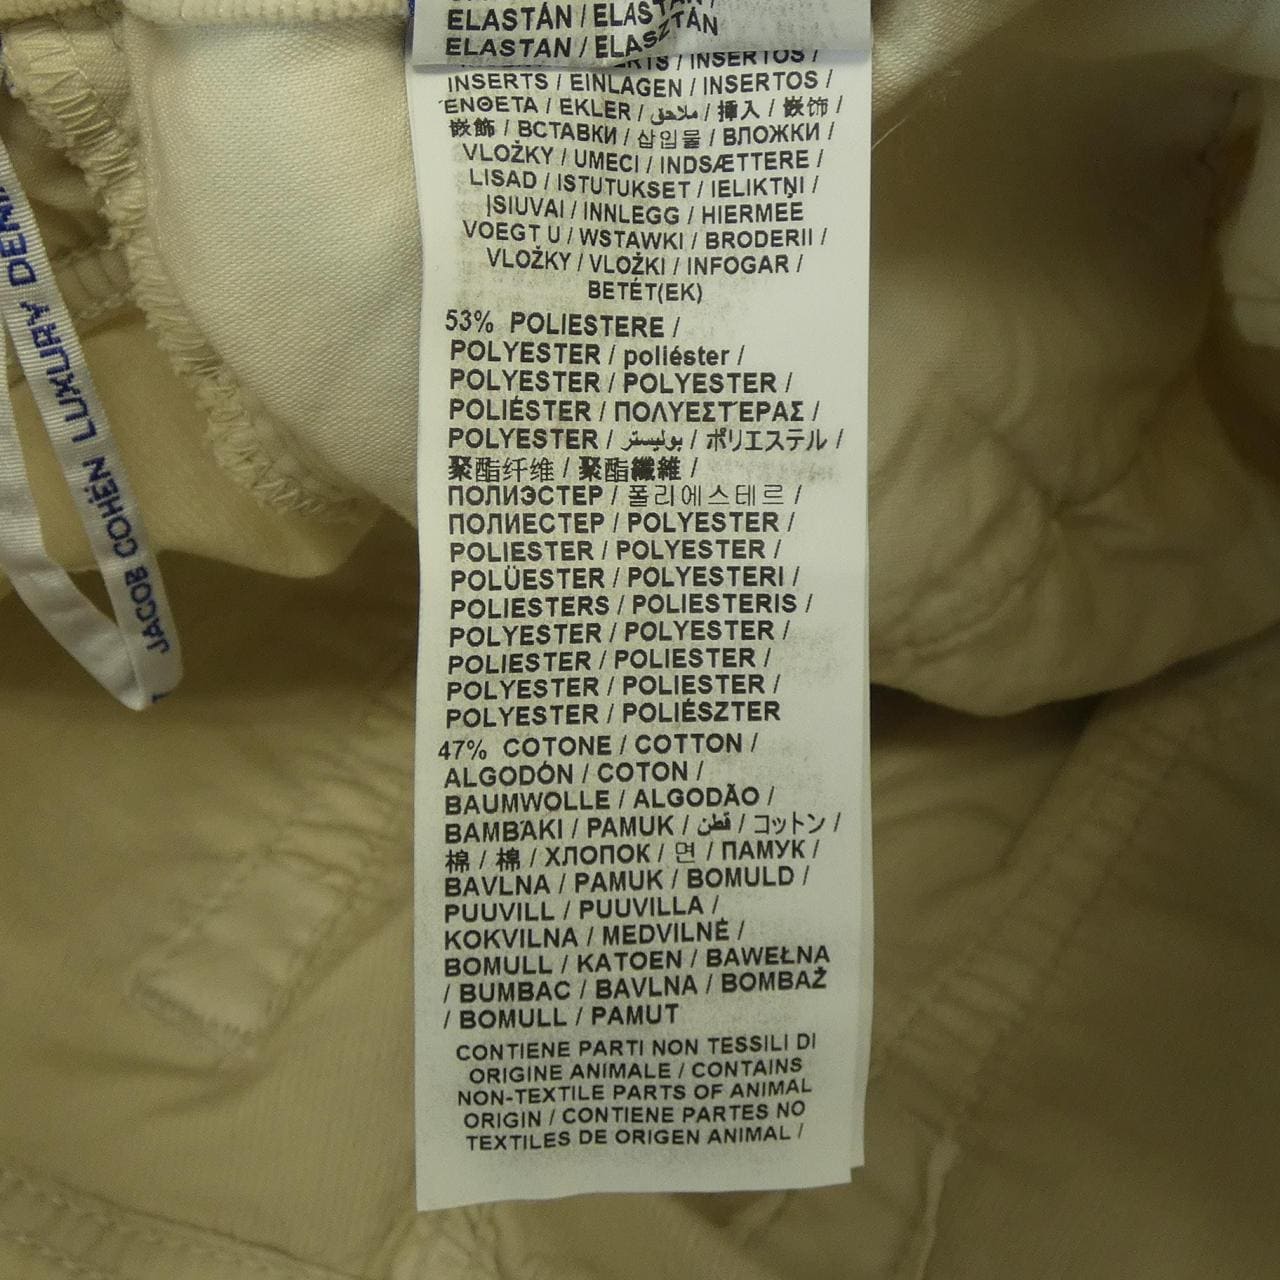 ELASTÁN / ELASTAN /
ELASTAN / ELASZTÁN
INSERTS / INSERTOS /
INSERTS / EINLAGEN / INSERTOS /
ΈΝΘΕΤΑ / EKLER / ملاحق / 挿入 / 嵌饰 /
嵌飾 / ВСТАВКИ / 삽입물 / ВЛОЖКИ /
VLOŽKY / UMECI / INDSÆTTERE /
LISAD / ISTUTUKSET / IELIKTŅI /
ĮSIUVAI / INNLEGG / HIERMEE
VOEGT U / WSTAWKI / BRODERII /
VLOŽKY / VLOŽKI / INFOGAR /
BETÉT(EK)
53% POLIESTERE /
POLYESTER / poliéster /
POLYESTER / POLYESTER /
POLIÉSTER / ΠΟΛΥΕΣΤΈΡΑΣ /
POLYESTER / بوليستر / ポリエステル /
聚酯纤维 / 聚酯纖維 /
ПОЛИЭСТЕР / 폴리에스테르 /
ПОЛИЕСТЕР / POLYESTER /
POLIESTER / POLYESTER /
POLÜESTER / POLYESTERI /
POLIESTERS / POLIESTERIS /
POLYESTER / POLYESTER /
POLIESTER / POLIESTER /
POLYESTER / POLIESTER /
POLYESTER / POLIÉSZTER
47% COTONE / COTTON /
ALGODÓN / COTON /
BAUMWOLLE / ALGODÃO /
ΒΑΜΒΆΚΙ / PAMUK / قطن / コットン /
棉 / 棉 / ХЛОПОК / 면 / ПАМУК /
BAVLNA / PAMUK / BOMULD /
PUUVILL / PUUVILLA /
KOKVILNA / MEDVILNĖ /
BOMULL / KATOEN / BAWEŁNA
/ BUMBAC / BAVLNA / BOMBAŽ
/ BOMULL / PAMUT
CONTIENE PARTI NON TESSILI DI
ORIGINE ANIMALE / CONTAINS
NON-TEXTILE PARTS OF ANIMAL
ORIGIN / CONTIENE PARTES NO
TEXTILES DE ORIGEN ANIMAL /
JACOB COHËN LUXURY